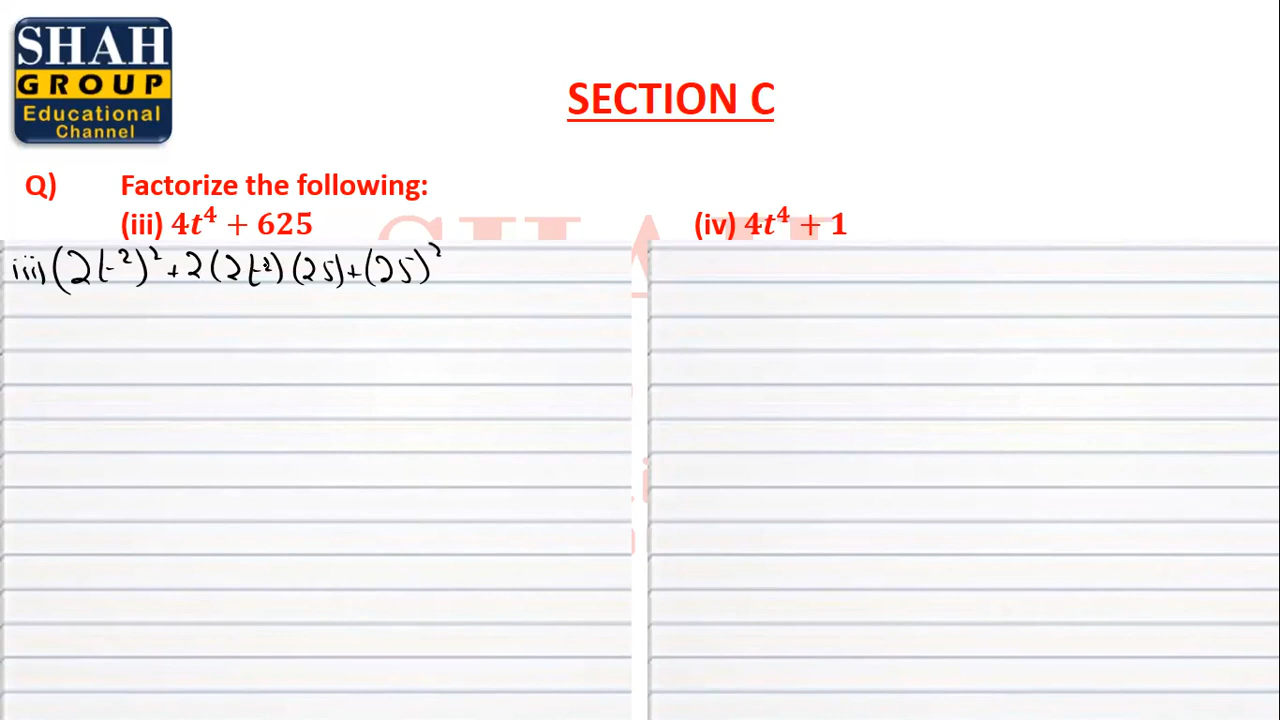 SHAH
GROUP
Educational
Channel
SECTION C
Q) Factorize the following:
(iii) 4t⁴ + 625
(iv) 4t⁴ + 1
iii) (2t²)² + 2(2t²)(25) + (25)²